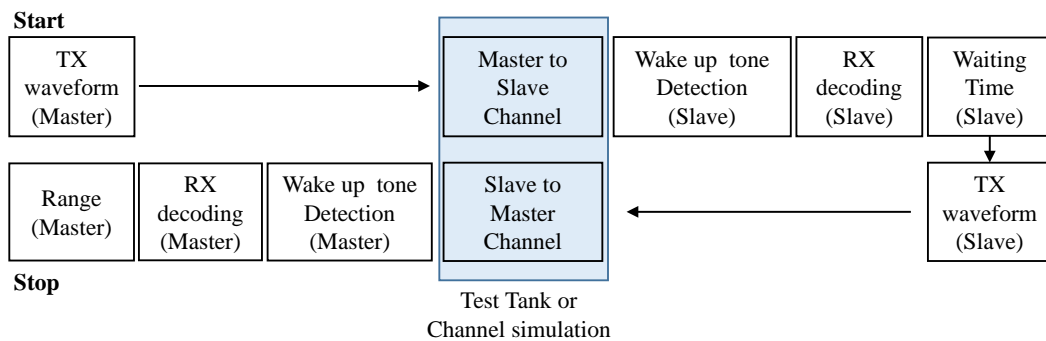 Start
TX
waveform
(Master)
Master to
Slave
Channel
Wake up tone
Detection
(Slave)
RX
decoding
(Slave)
Waiting
Time
(Slave)
Range
(Master)
RX
decoding
(Master)
Wake up tone
Detection
(Master)
Slave to
Master
Channel
TX
waveform
(Slave)
Stop
Test Tank or
Channel simulation